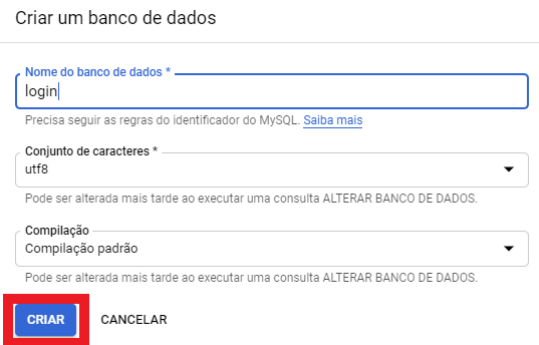 Criar um banco de dados
Nome do banco de dados *
login
Precisa seguir as regras do identificador do MySQL. Saiba mais
Conjunto de caracteres *
utf8
Pode ser alterada mais tarde ao executar uma consulta ALTERAR BANCO DE DADOS.
Compilação
Compilação padrão
Pode ser alterada mais tarde ao executar uma consulta ALTERAR BANCO DE DADOS.
CRIAR CANCELAR